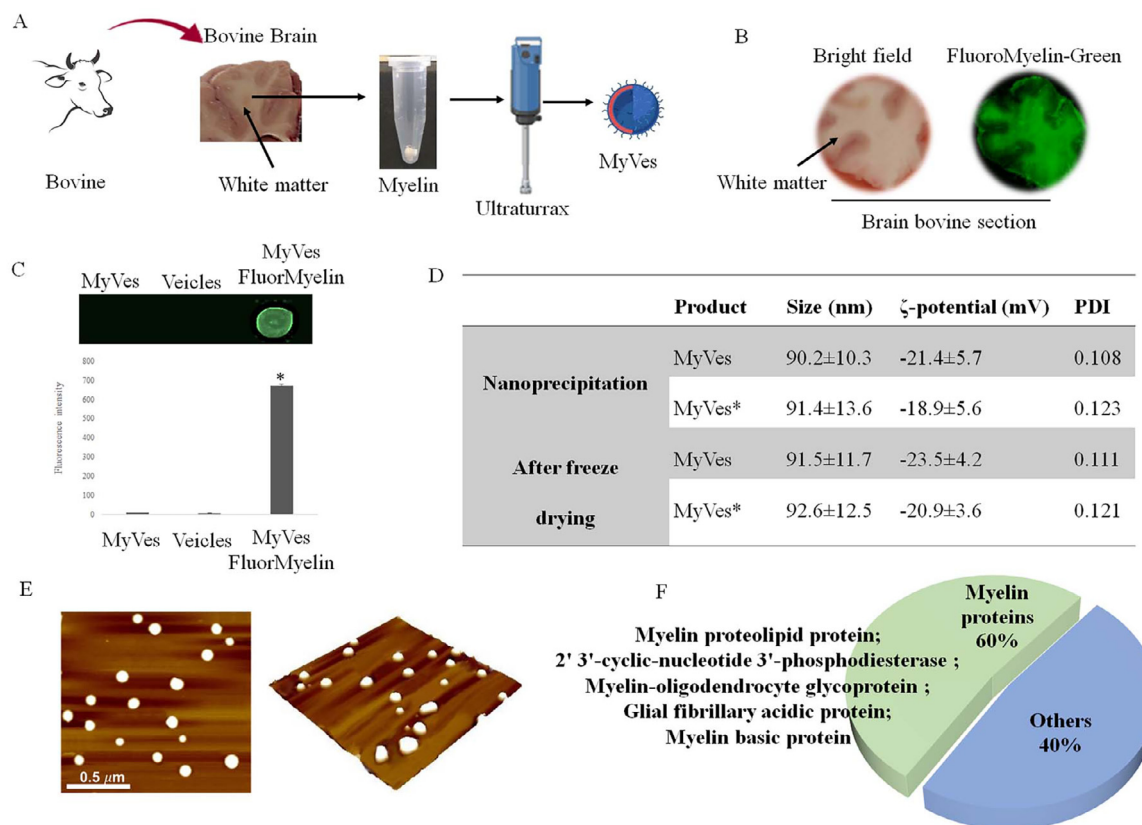 A
Bovine Brain
Bovine
White matter
Myelin
Ultraturrax
MyVes
B
Bright field
FluoroMyelin-Green
White matter
Brain bovine section
C
MyVes
Veicles
MyVes
FluorMyelin
800
700
600
500
400
300
200
100
0
Fluorescence intensity
*
MyVes
Veicles
MyVes
FluorMyelin
D
Product Size (nm) ζ-potential (mV) PDI
Nanoprecipitation
MyVes 90.2±10.3 -21.4±5.7 0.108
MyVes* 91.4±13.6 -18.9±5.6 0.123
After freeze
drying
MyVes 91.5±11.7 -23.5±4.2 0.111
MyVes* 92.6±12.5 -20.9±3.6 0.121
E
0.5 μm
F
Myelin
proteins
60%
Myelin proteolipid protein;
2' 3'-cyclic-nucleotide 3'-phosphodiesterase ;
Myelin-oligodendrocyte glycoprotein ;
Glial fibrillary acidic protein;
Myelin basic protein
Others
40%